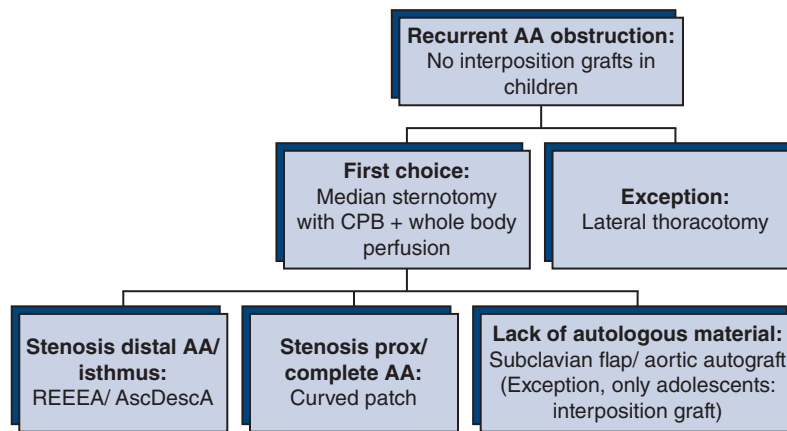 Recurrent AA obstruction:
No interposition grafts in
children
First choice:
Median sternotomy
with CPB + whole body
perfusion
Exception:
Lateral thoracotomy
Stenosis distal AA/
isthmus:
REEEA/ AscDescA
Stenosis prox/
complete AA:
Curved patch
Lack of autologous material:
Subclavian flap/ aortic autograft
(Exception, only adolescents:
interposition graft)